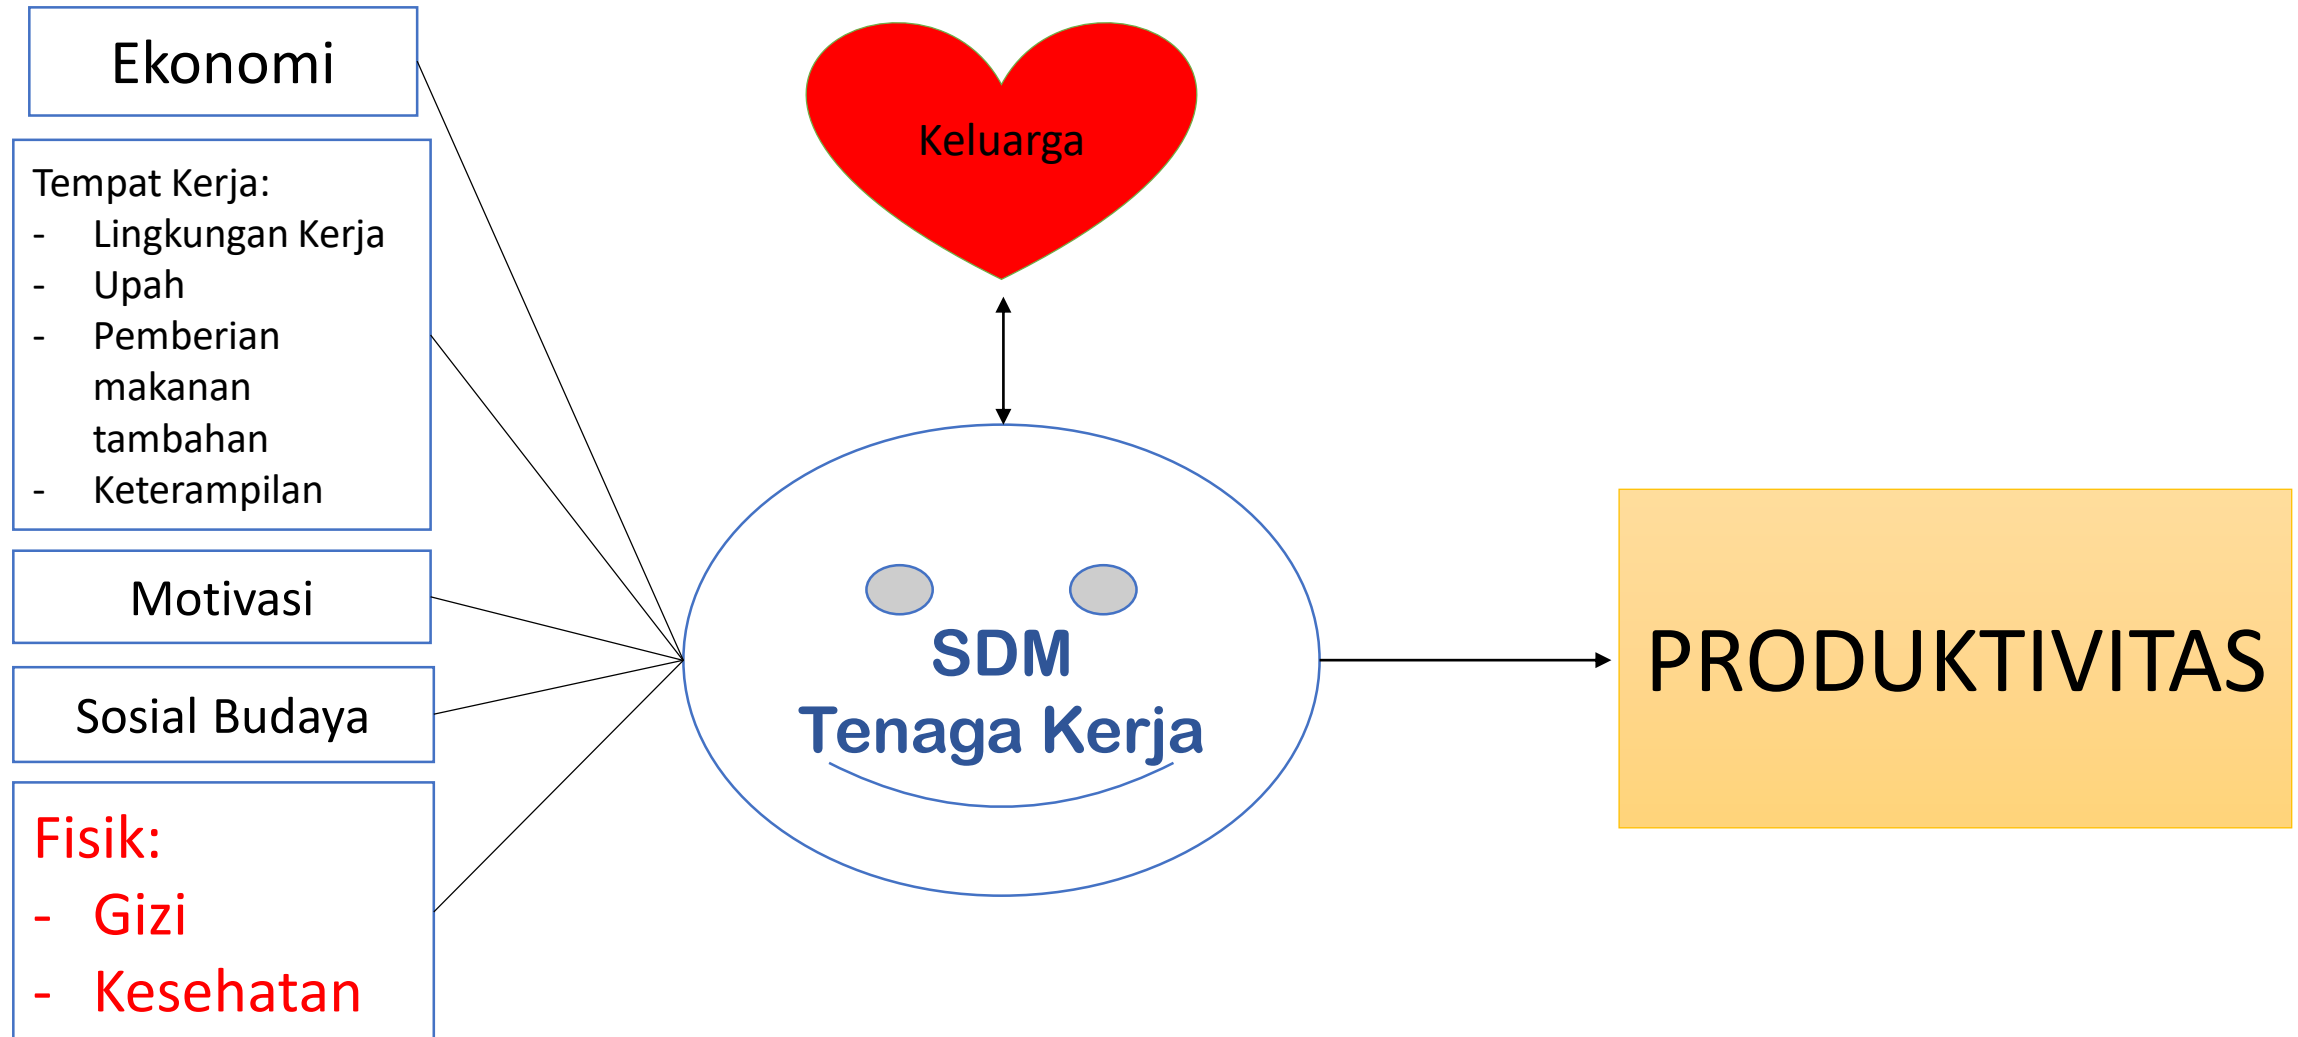 Ekonomi
Tempat Kerja:
- Lingkungan Kerja
- Upah
- Pemberian
makanan
tambahan
- Keterampilan
Motivasi
Sosial Budaya
Fisik:
- Gizi
- Kesehatan
Keluarga
SDM
Tenaga Kerja
PRODUKTIVITAS